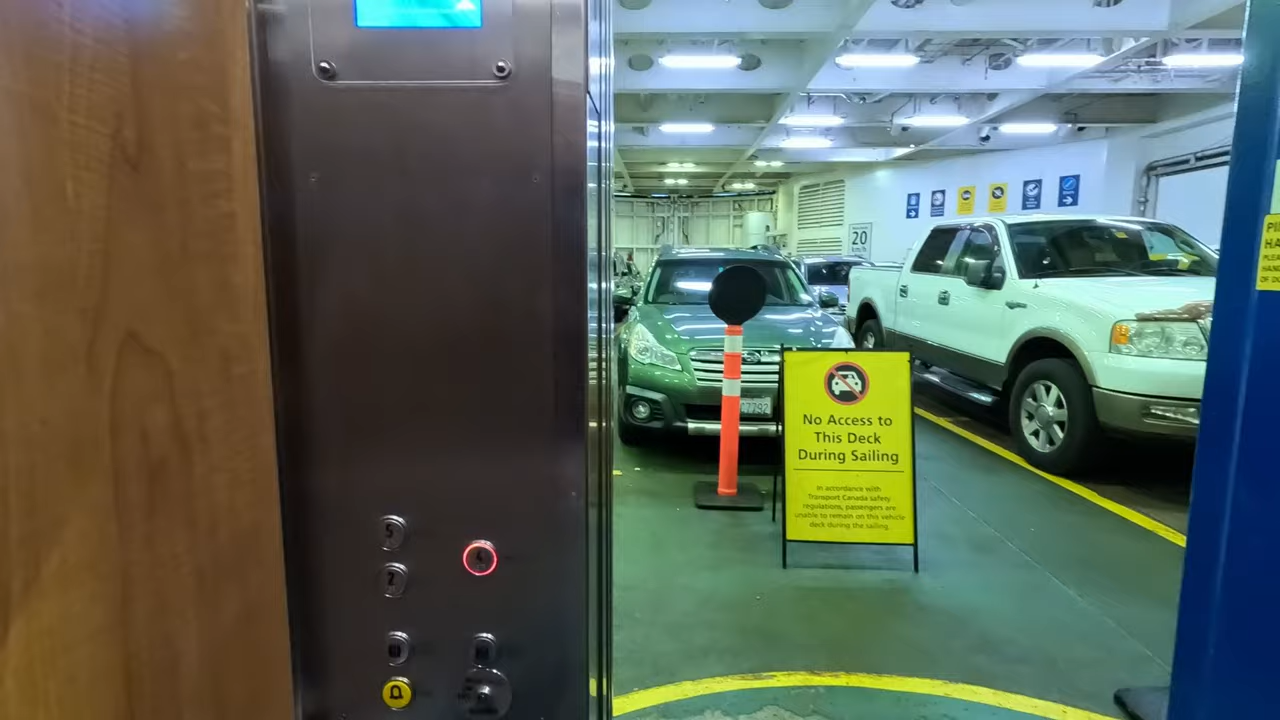 20
km/h
No Access to
This Deck
During Sailing
In accordance with
Transport Canada safety
regulations, passengers are
unable to remain on this vehicle
deck during the sailing.
5
4
2